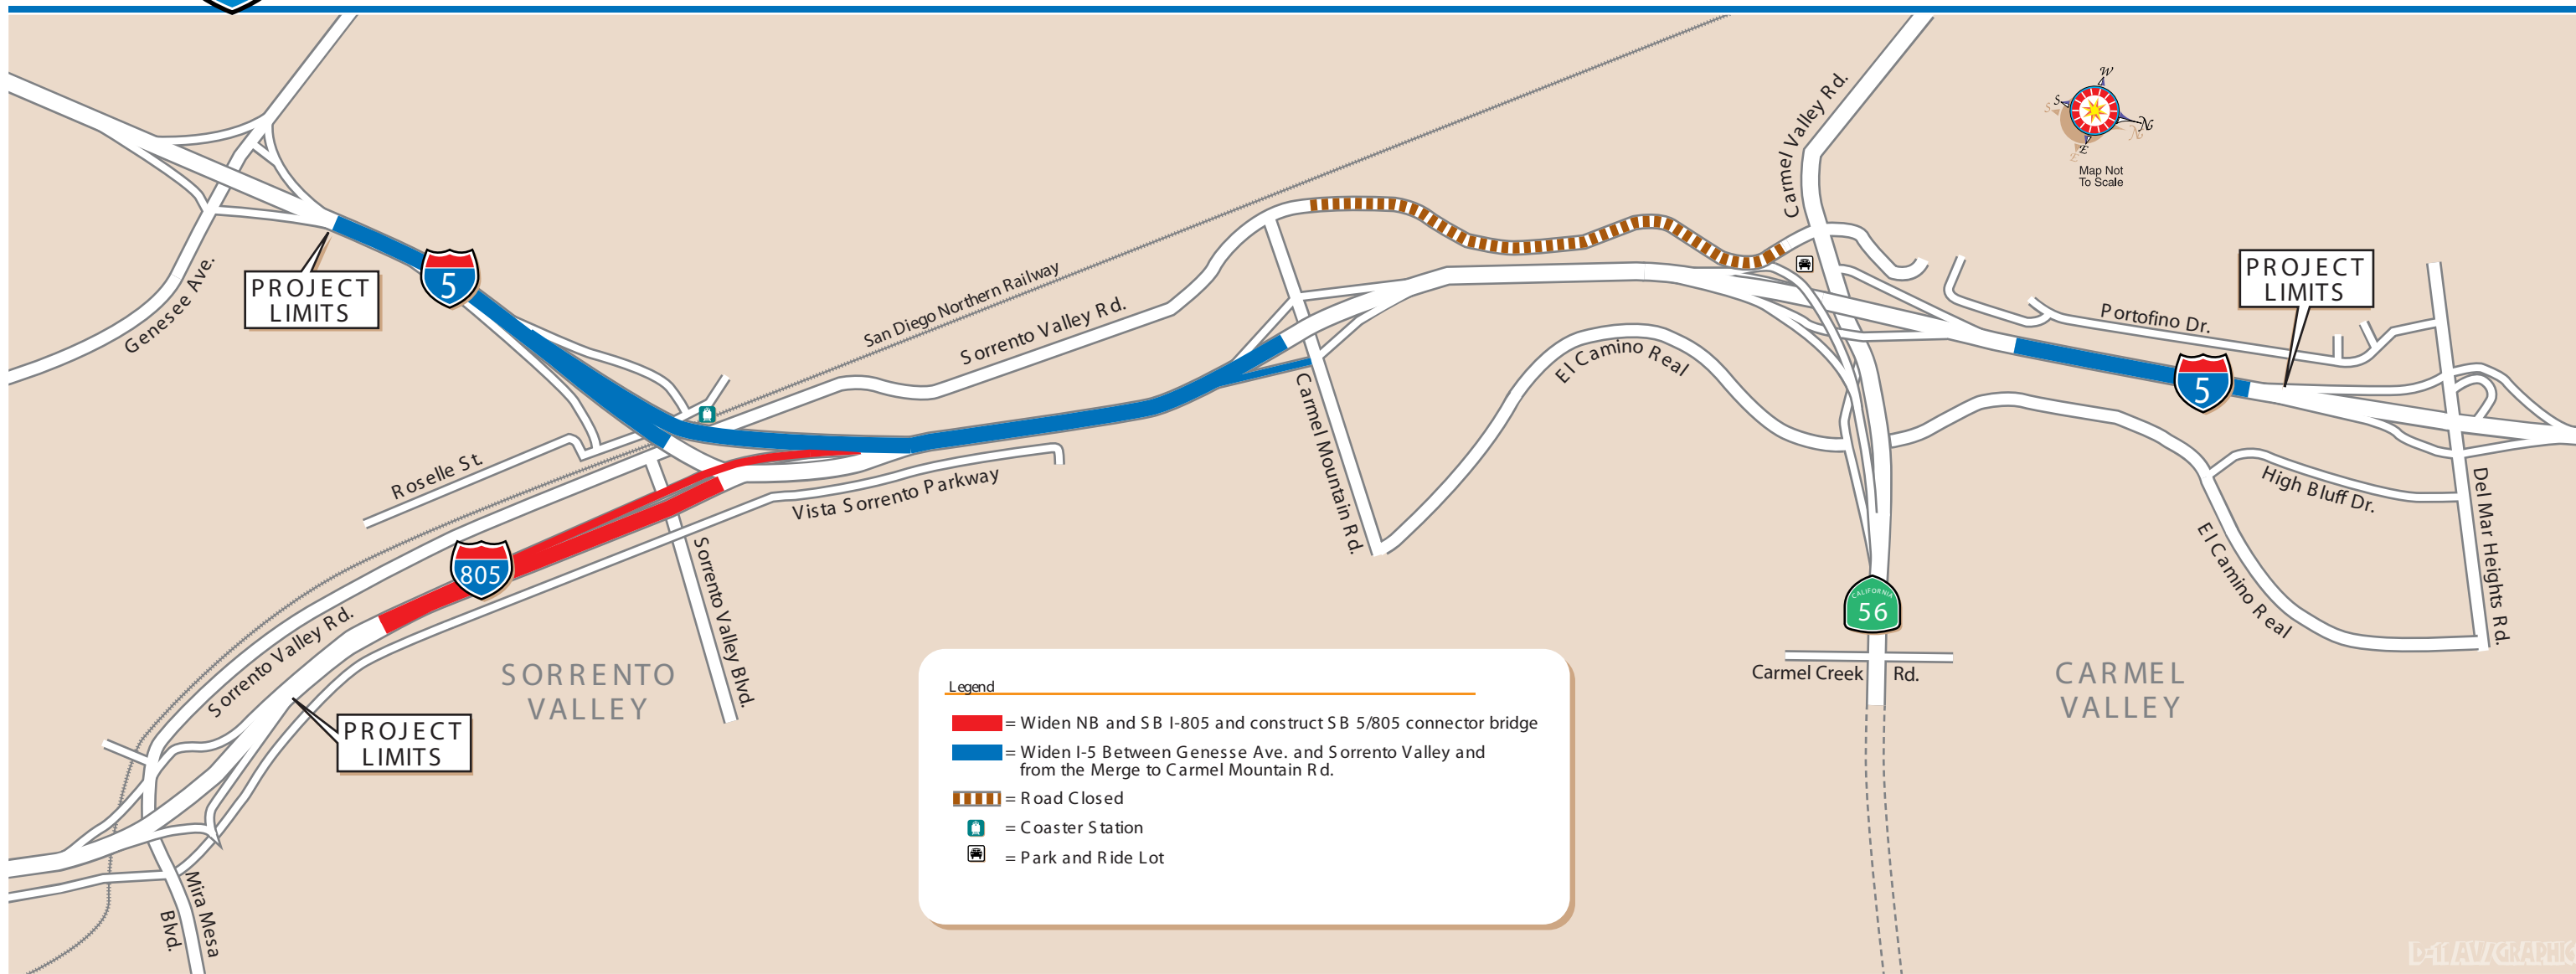 Genesee Ave.
PROJECT
LIMITS
5
San Diego Northern Railway
Sorrento Valley Rd.
Carmel Valley Rd.
W
S
N
E
Map Not
To Scale
PROJECT
LIMITS
Portofino Dr.
5
El Camino Real
Carmel Mountain Rd.
Roselle St.
Vista Sorrento Parkway
High Bluff Dr.
Del Mar Heights Rd.
El Camino Real
805
Sorrento Valley Blvd.
Sorrento Valley Rd.
CALIFORNIA
56
Carmel Creek Rd.
SORRENTO
VALLEY
CARMEL
VALLEY
PROJECT
LIMITS
Mira Mesa
Blvd.
Legend
= Widen NB and SB I-805 and construct SB 5/805 connector bridge
= Widen I-5 Between Genesse Ave. and Sorrento Valley and
from the Merge to Carmel Mountain Rd.
= Road Closed
= Coaster Station
= Park and Ride Lot
D-11 AV/GRAPHIC